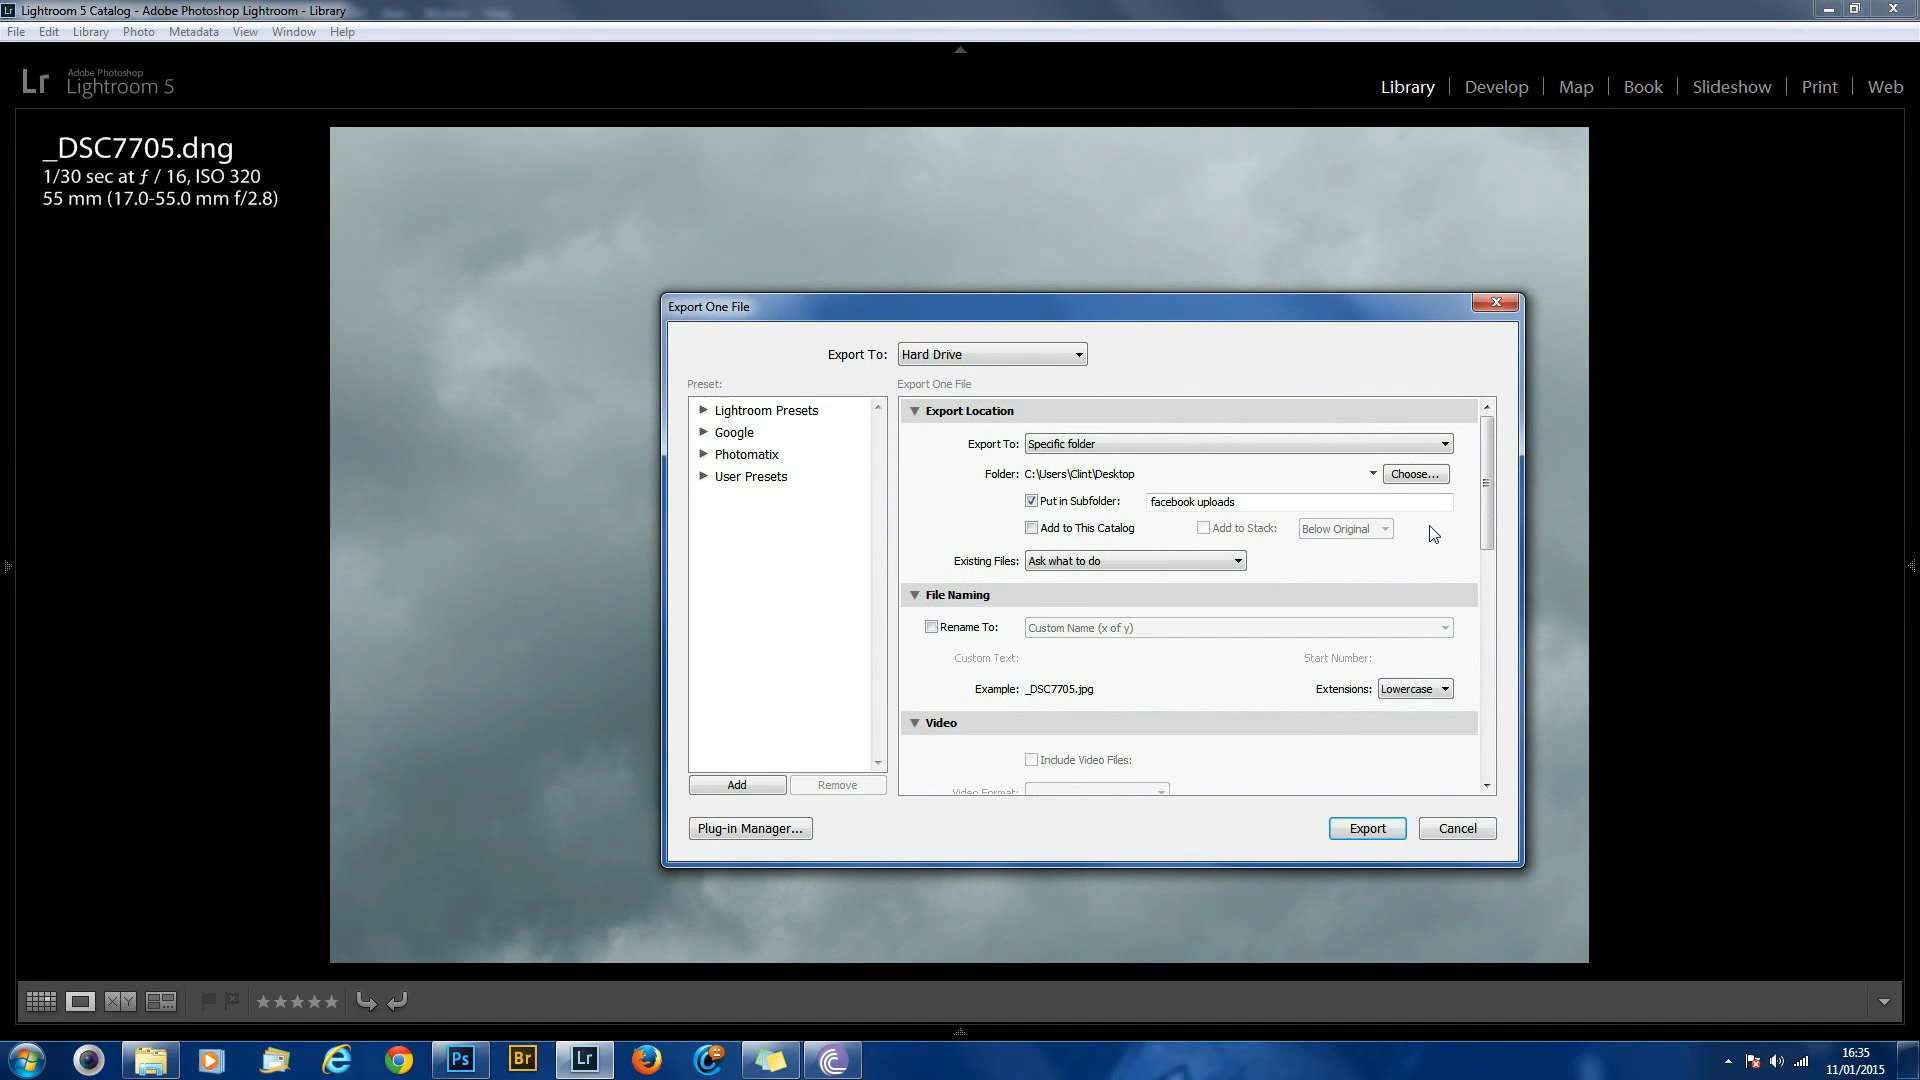 Lr Lightroom 5 Catalog - Adobe Photoshop Lightroom - Library
File Edit Library Photo Metadata View Window Help
Lr Adobe Photoshop
Lightroom 5
Library Develop Map Book Slideshow Print Web
_DSC7705.dng
1/30 sec at ƒ / 16, ISO 320
55 mm (17.0-55.0 mm f/2.8)
Export One File
Export To: Hard Drive
Preset: Export One File
Lightroom Presets
Google
Photomatix
User Presets
Add Remove
Export Location
Export To: Specific folder
Folder: C:\Users\Clint\Desktop Choose...
Put in Subfolder: facebook uploads
Add to This Catalog Add to Stack: Below Original
Existing Files: Ask what to do
File Naming
Rename To: Custom Name (x of y)
Custom Text: Start Number:
Example: _DSC7705.jpg Extensions: Lowercase
Video
Include Video Files:
Video Format:
Plug-in Manager... Export Cancel
XY
Ps Br Lr
16:35
11/01/2015